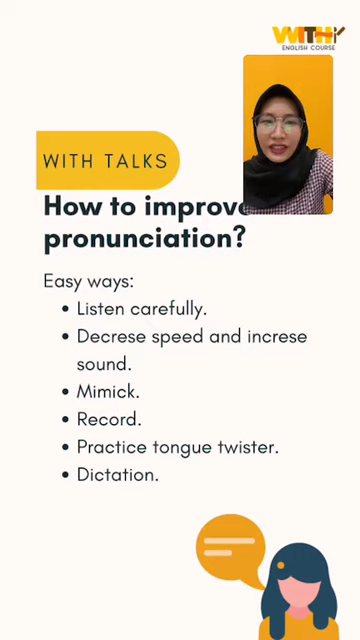 WITH
ENGLISH COURSE
WITH TALKS
How to improve
pronunciation?
Easy ways:
• Listen carefully.
• Decrese speed and increse
sound.
• Mimick.
• Record.
• Practice tongue twister.
• Dictation.